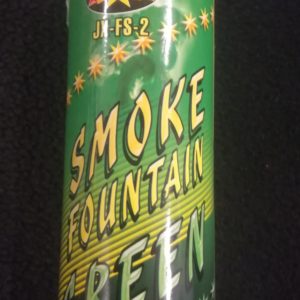 JX-FS-2
SMOKE
FOUNTAIN
GREEN